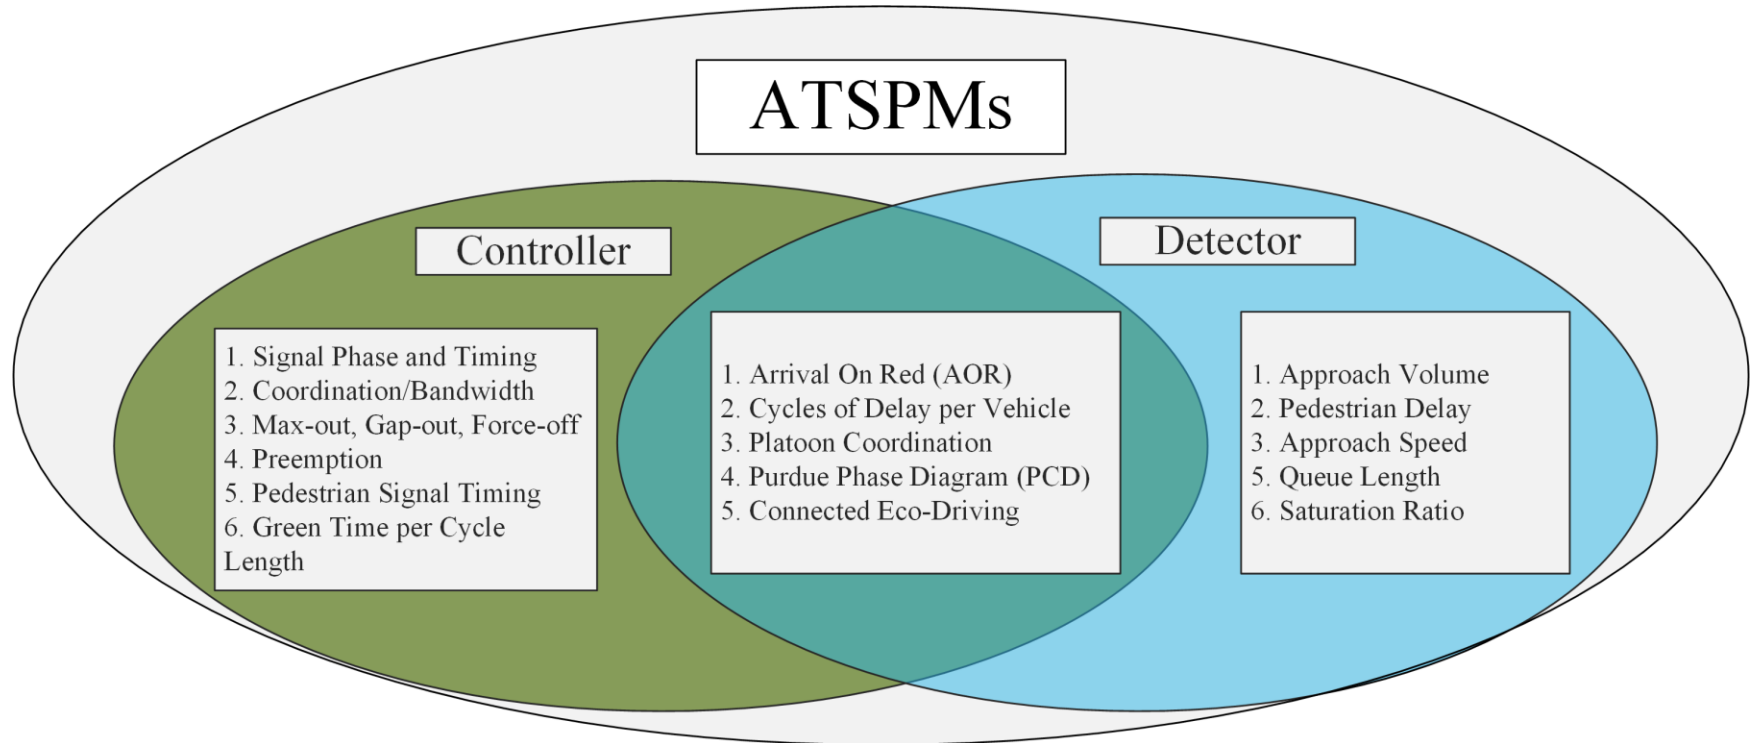 ATSPMs
Controller
Detector
1. Signal Phase and Timing
2. Coordination/Bandwidth
3. Max-out, Gap-out, Force-off
4. Preemption
5. Pedestrian Signal Timing
6. Green Time per Cycle
Length
1. Arrival On Red (AOR)
2. Cycles of Delay per Vehicle
3. Platoon Coordination
4. Purdue Phase Diagram (PCD)
5. Connected Eco-Driving
1. Approach Volume
2. Pedestrian Delay
3. Approach Speed
5. Queue Length
6. Saturation Ratio